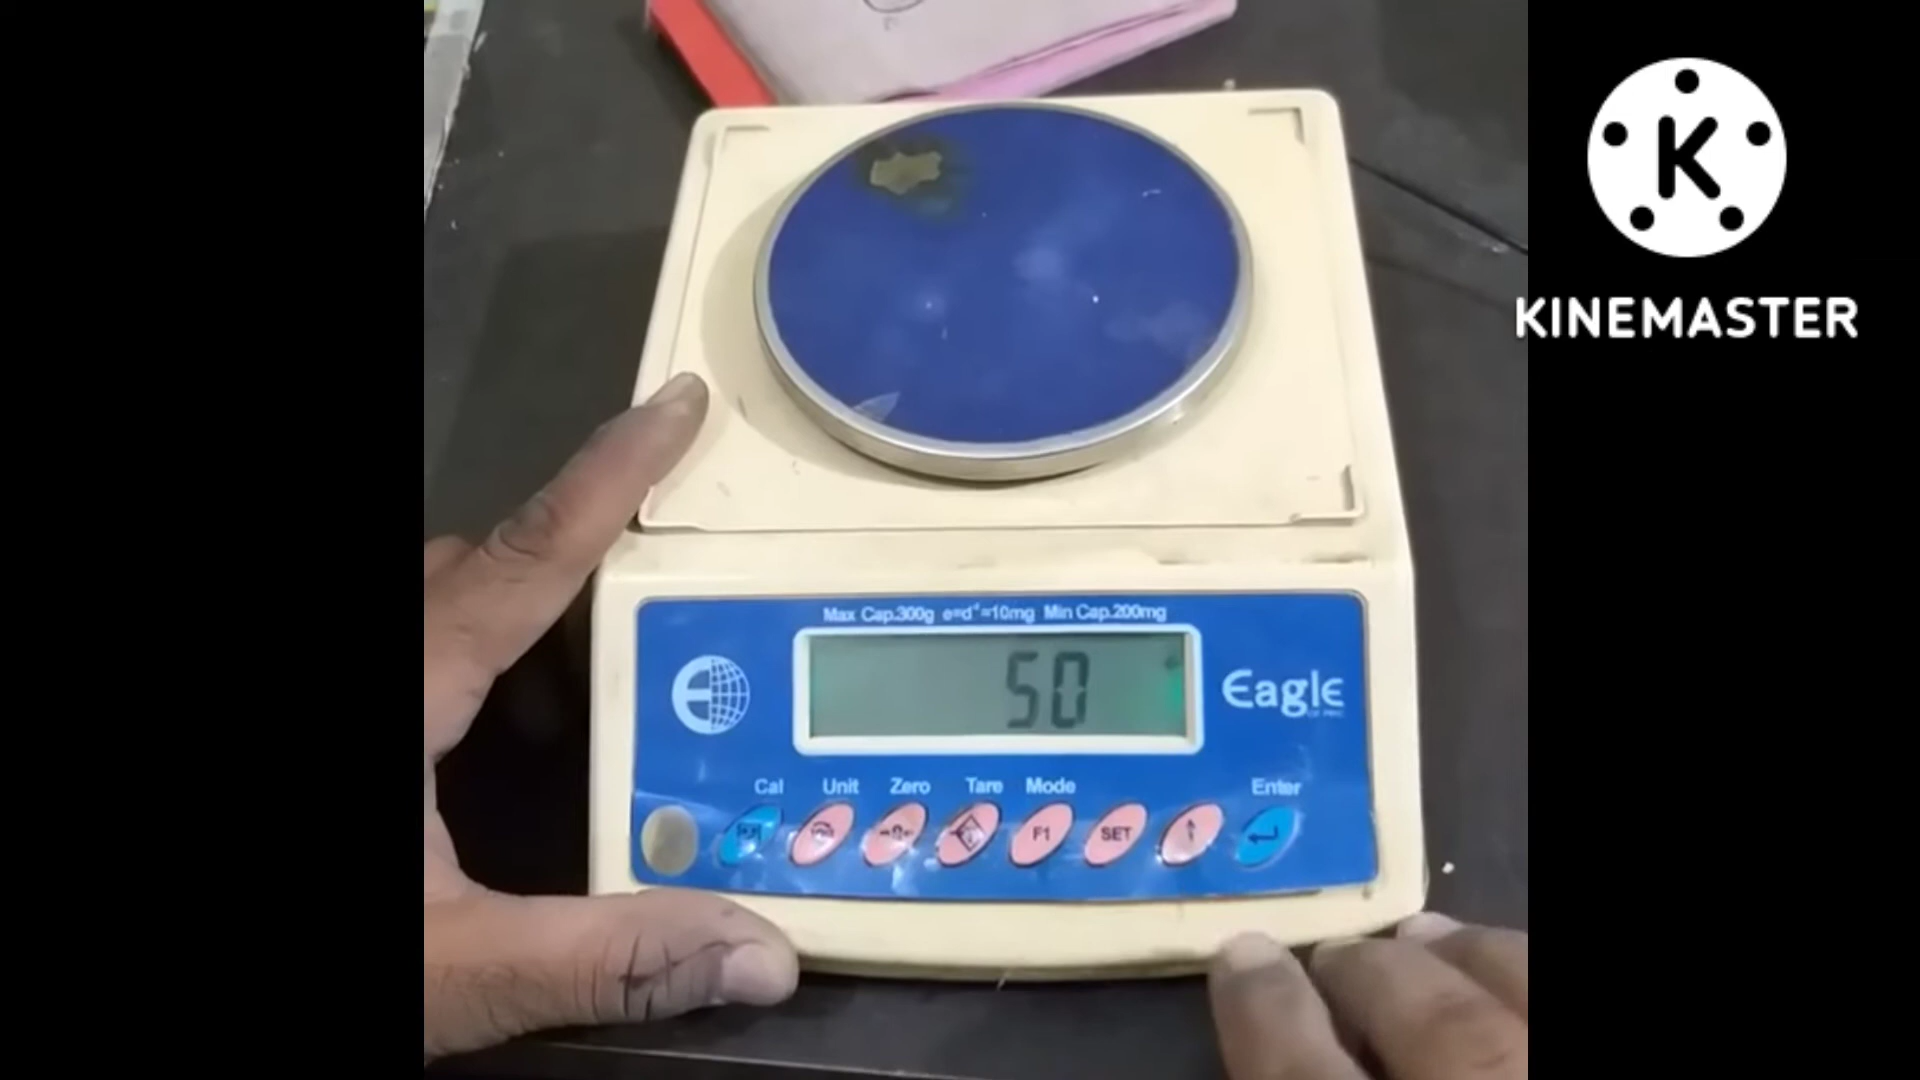 K
KINEMASTER
Max Cap.300g e=d=10mg Min Cap.200mg
50
Eagle
Cal Unit Zero Tare Mode Enter
F1 SET